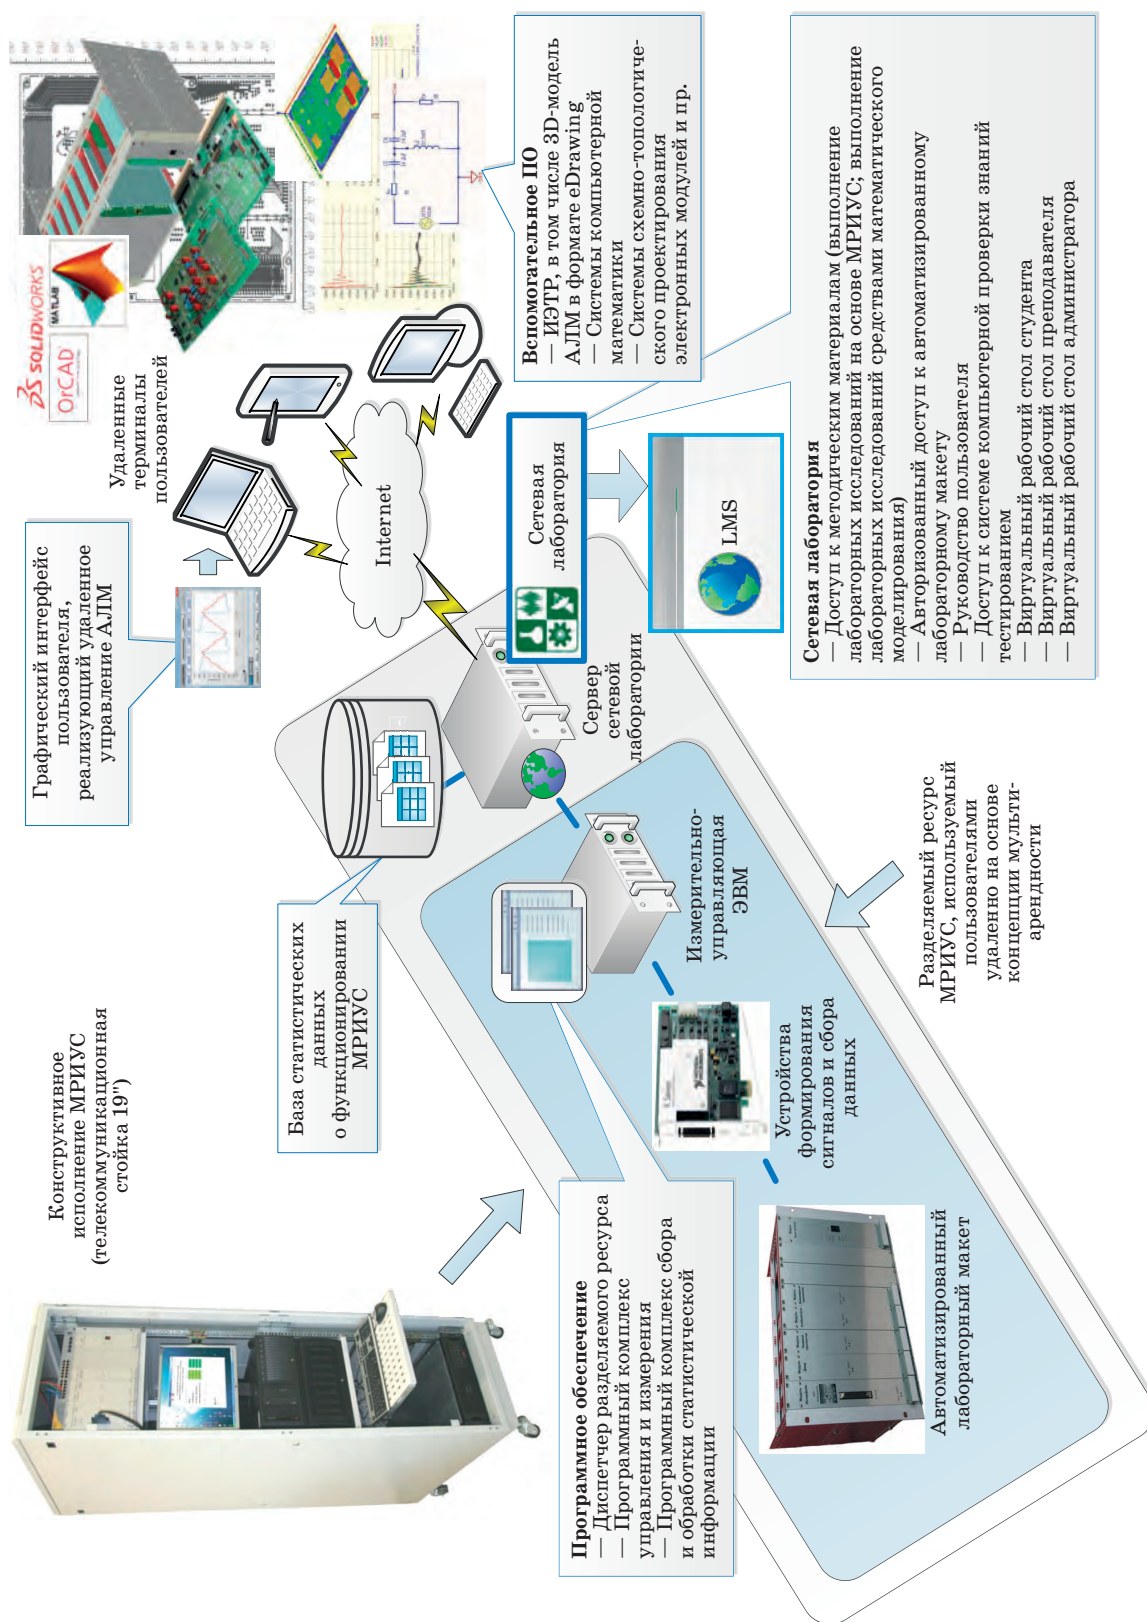 Конструктивное
исполнение МРИУС
(телекоммуникационная
стойка 19")
Графический интерфейс
пользователя,
реализующий удаленное
управление АЛМ
Удаленные
терминалы
пользователей
SOLIDWORKS
OrCAD
MATLAB
База статистических
данных
о функционировании
МРИУС
Internet
Вспомогательное ПО
— ИЭТР, в том числе 3D-модель
АЛМ в формате eDrawing
— Системы компьютерной
математики
— Системы схемно-топологиче-
ского проектирования
электронных модулей и пр.
Программное обеспечение
— Диспетчер разделяемого ресурса
— Программный комплекс
управления и измерения
— Программный комплекс сбора
и обработки статистической
информации
Сервер
сетевой
лаборатории
Сетевая
лаборатория
LMS
Измерительно-
управляющая
ЭВМ
Устройства
формирования
сигналов и сбора
данных
Автоматизированный
лабораторный макет
Разделяемый ресурс
МРИУС, используемый
пользователями
удаленно на основе
концепции мульти-
арендности
Сетевая лаборатория
— Доступ к методическим материалам (выполнение
лабораторных исследований на основе МРИУС; выполнение
лабораторных исследований средствами математического
моделирования)
— Авторизованный доступ к автоматизированному
лабораторному макету
— Руководство пользователя
— Доступ к системе компьютерной проверки знаний
тестированием
— Виртуальный рабочий стол студента
— Виртуальный рабочий стол преподавателя
— Виртуальный рабочий стол администратора